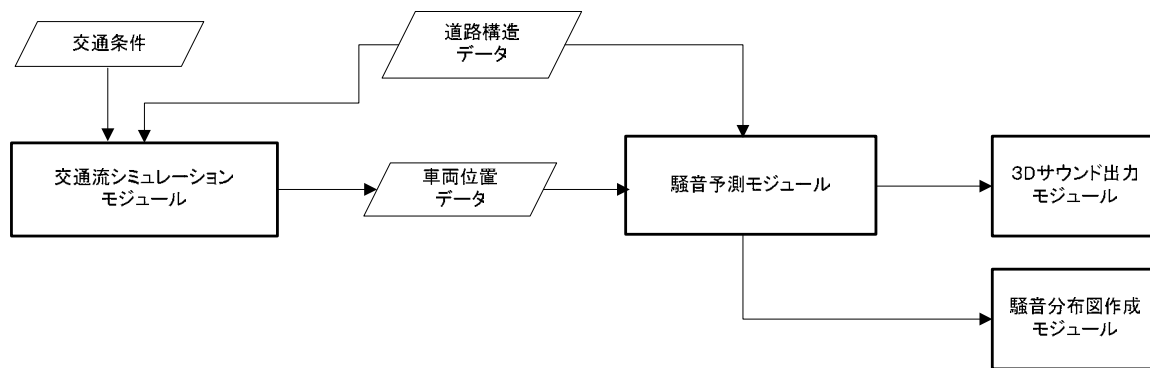 交通条件
道路構造
データ
交通流シミュレーション
モジュール
車両位置
データ
騒音予測モジュール
3Dサウンド出力
モジュール
騒音分布図作成
モジュール